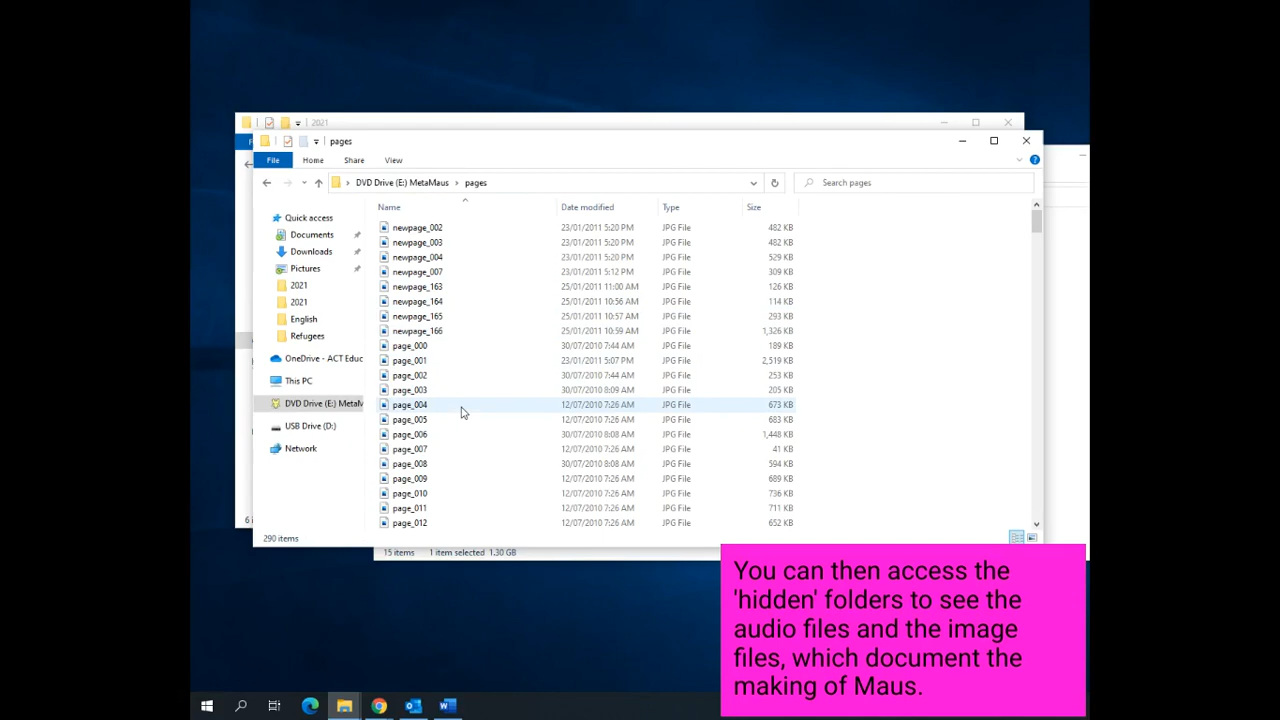 2021
pages
File Home Share View
DVD Drive (E:) MetaMaus > pages
Search pages
Name Date modified Type Size
Quick access
Documents
Downloads
Pictures
2021
2021
English
Refugees
OneDrive - ACT Educ
This PC
DVD Drive (E:) MetaM
USB Drive (D:)
Network
newpage_002 23/01/2011 5:20 PM JPG File 482 KB
newpage_003 23/01/2011 5:20 PM JPG File 482 KB
newpage_004 23/01/2011 5:20 PM JPG File 529 KB
newpage_007 23/01/2011 5:12 PM JPG File 309 KB
newpage_163 25/01/2011 11:00 AM JPG File 126 KB
newpage_164 25/01/2011 10:56 AM JPG File 114 KB
newpage_165 25/01/2011 10:57 AM JPG File 293 KB
newpage_166 25/01/2011 10:59 AM JPG File 1,326 KB
page_000 30/07/2010 7:44 AM JPG File 189 KB
page_001 23/01/2011 5:07 PM JPG File 2,519 KB
page_002 30/07/2010 7:44 AM JPG File 253 KB
page_003 30/07/2010 8:09 AM JPG File 205 KB
page_004 12/07/2010 7:26 AM JPG File 673 KB
page_005 12/07/2010 7:26 AM JPG File 683 KB
page_006 30/07/2010 8:08 AM JPG File 1,448 KB
page_007 12/07/2010 7:26 AM JPG File 41 KB
page_008 30/07/2010 8:08 AM JPG File 594 KB
page_009 12/07/2010 7:26 AM JPG File 689 KB
page_010 12/07/2010 7:26 AM JPG File 736 KB
page_011 12/07/2010 7:26 AM JPG File 711 KB
page_012 12/07/2010 7:26 AM JPG File 652 KB
290 items
6 i
15 items 1 item selected 1.30 GB
You can then access the
'hidden' folders to see the
audio files and the image
files, which document the
making of Maus.